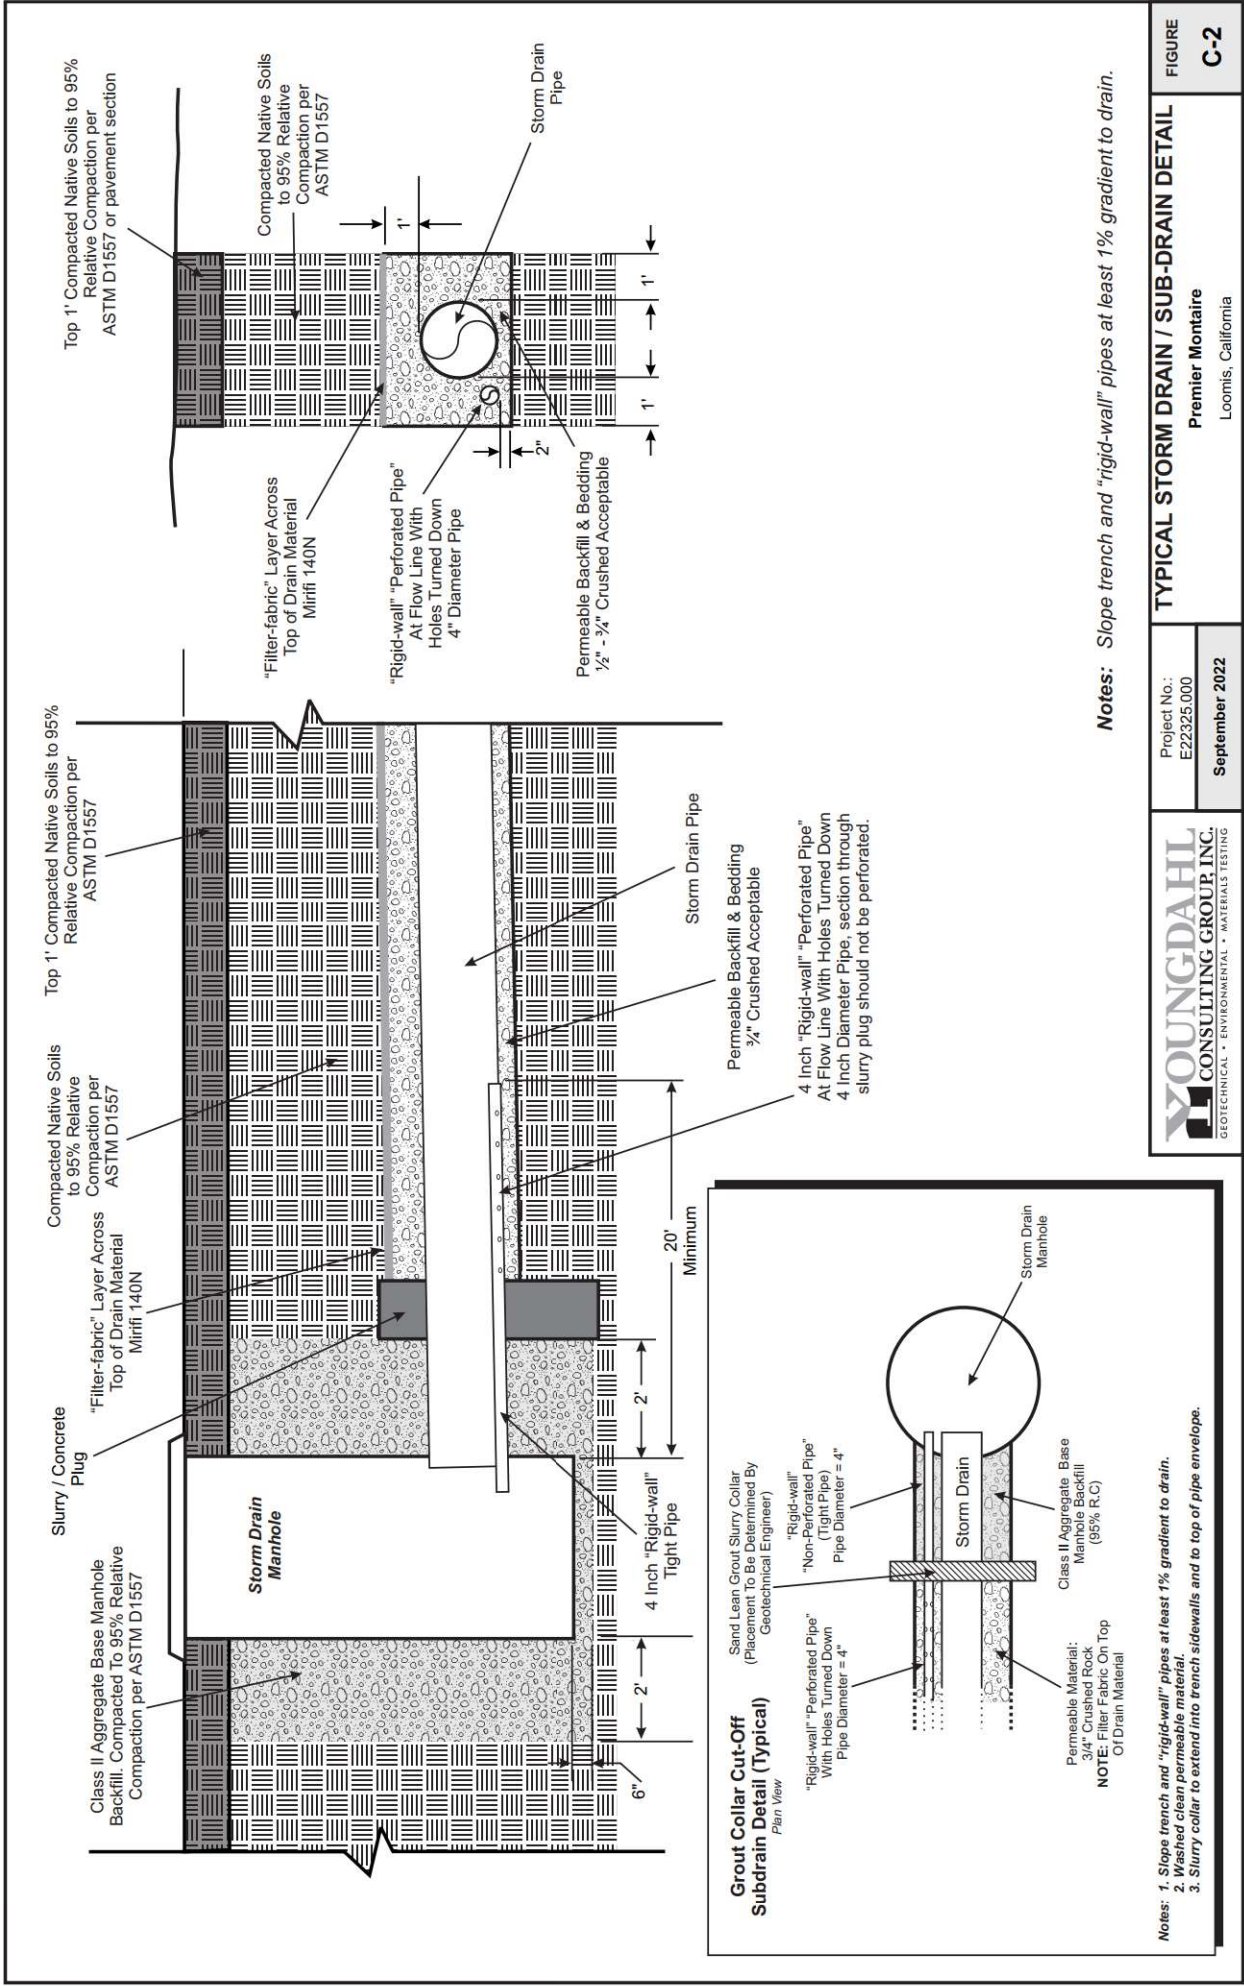 Class II Aggregate Base Manhole
Backfill. Compacted To 95% Relative
Compaction per ASTM D1557
Slurry / Concrete
Plug
"Filter-fabric" Layer Across
Top of Drain Material
Mirifi 140N
Compacted Native Soils
to 95% Relative
Compaction per
ASTM D1557
Top 1' Compacted Native Soils to 95%
Relative Compaction per
ASTM D1557
Storm Drain
Manhole
6"
2'
4 Inch "Rigid-wall"
Tight Pipe
2'
20'
Minimum
Storm Drain Pipe
Permeable Backfill & Bedding
¾" Crushed Acceptable
4 Inch "Rigid-wall" "Perforated Pipe"
At Flow Line With Holes Turned Down
4 Inch Diameter Pipe, section through
slurry plug should not be perforated.
Top 1' Compacted Native Soils to 95%
Relative Compaction per
ASTM D1557 or pavement section
Compacted Native Soils
to 95% Relative
Compaction per
ASTM D1557
"Filter-fabric" Layer Across
Top of Drain Material
Mirifi 140N
"Rigid-wall" "Perforated Pipe"
At Flow Line With
Holes Turned Down
4" Diameter Pipe
Permeable Backfill & Bedding
½" - ¾" Crushed Acceptable
Storm Drain
Pipe
1'
2"
1'
1'
Grout Collar Cut-Off
Subdrain Detail (Typical)
Plan View
Sand Lean Grout Slurry Collar
(Placement To Be Determined By
Geotechnical Engineer)
"Rigid-wall"
"Non-Perforated Pipe"
(Tight Pipe)
Pipe Diameter = 4"
"Rigid-wall" "Perforated Pipe"
With Holes Turned Down
Pipe Diameter = 4"
Storm Drain
Storm Drain
Manhole
Permeable Material:
3/4" Crushed Rock
NOTE: Filter Fabric On Top
Of Drain Material
Class II Aggregate Base
Manhole Backfill
(95% R.C)
Notes: 1. Slope trench and "rigid-wall" pipes at least 1% gradient to drain.
2. Washed clean permeable material.
3. Slurry collar to extend into trench sidewalls and to top of pipe envelope.
Notes: Slope trench and "rigid-wall" pipes at least 1% gradient to drain.
YOUNGDAHL
CONSULTING GROUP, INC.
GEOTECHNICAL • ENVIRONMENTAL • MATERIALS TESTING
Project No.:
E22325.000
September 2022
TYPICAL STORM DRAIN / SUB-DRAIN DETAIL
Premier Montaire
Loomis, California
FIGURE
C-2